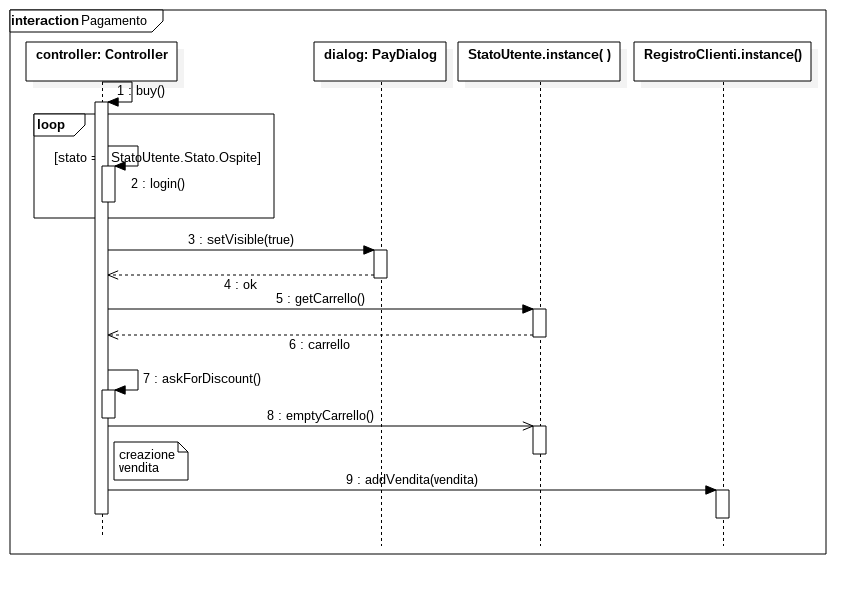 interaction Pagamento
controller: Controller
dialog: PayDialog
StatoUtente.instance( )
RegistroClienti.instance()
1 : buy()
loop
[stato = StatoUtente.Stato.Ospite]
2 : login()
3 : setVisible(true)
4 : ok
5 : getCarrello()
6 : carrello
7 : askForDiscount()
8 : emptyCarrello()
creazione
vendita
9 : addVendita(vendita)